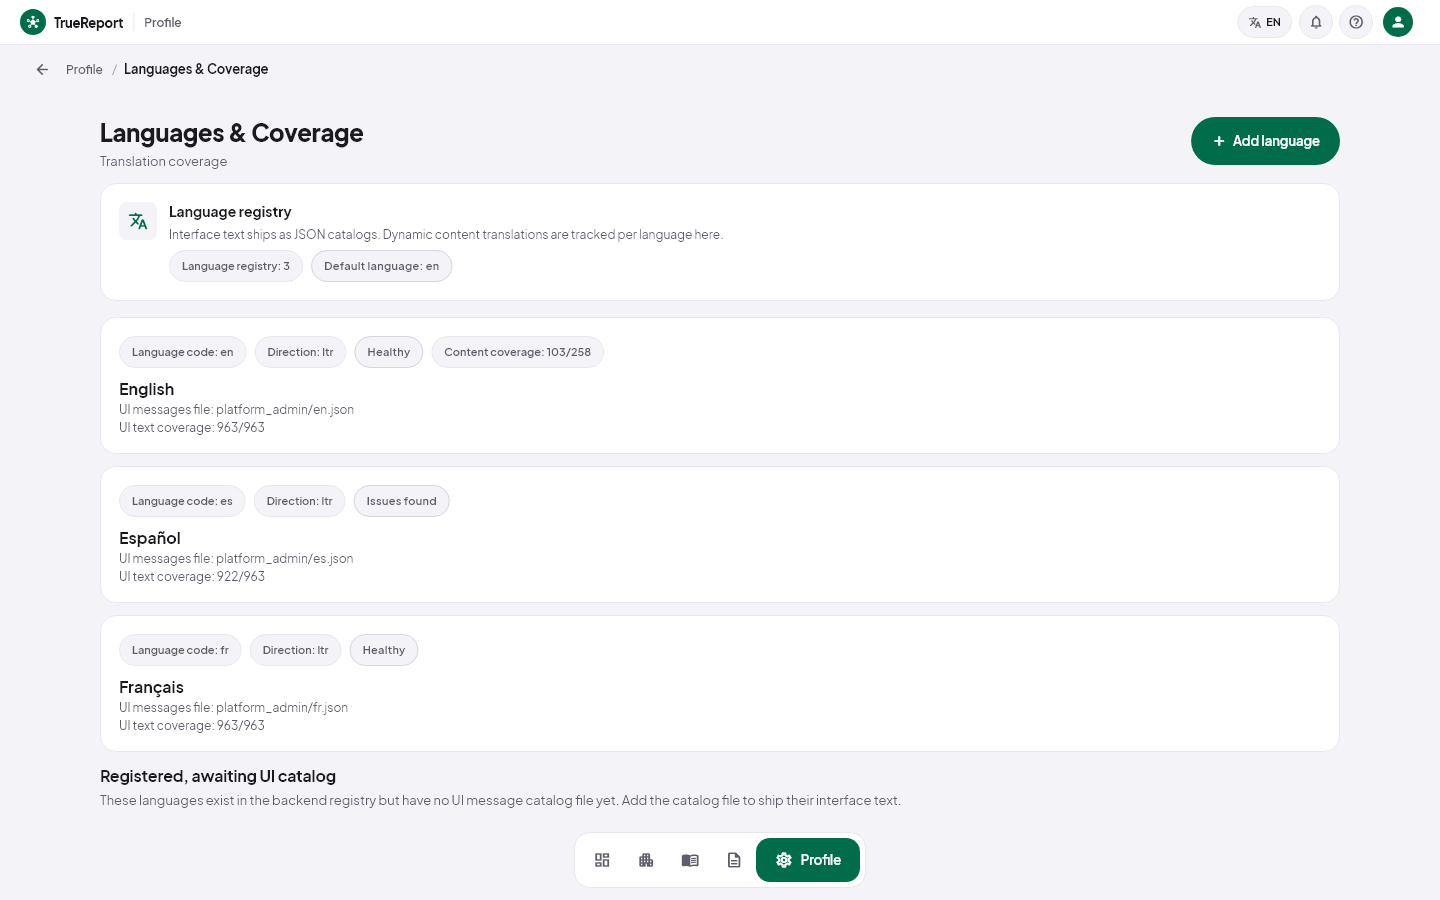 TrueReport
Profile
EN
Profile / Languages & Coverage
Languages & Coverage
Translation coverage
+ Add language
Language registry
Interface text ships as JSON catalogs. Dynamic content translations are tracked per language here.
Language registry: 3
Default language: en
Language code: en
Direction: ltr
Healthy
Content coverage: 103/258
English
UI messages file: platform_admin/en.json
UI text coverage: 963/963
Language code: es
Direction: ltr
Issues found
Español
UI messages file: platform_admin/es.json
UI text coverage: 922/963
Language code: fr
Direction: ltr
Healthy
Français
UI messages file: platform_admin/fr.json
UI text coverage: 963/963
Registered, awaiting UI catalog
These languages exist in the backend registry but have no UI message catalog file yet. Add the catalog file to ship their interface text.
Profile